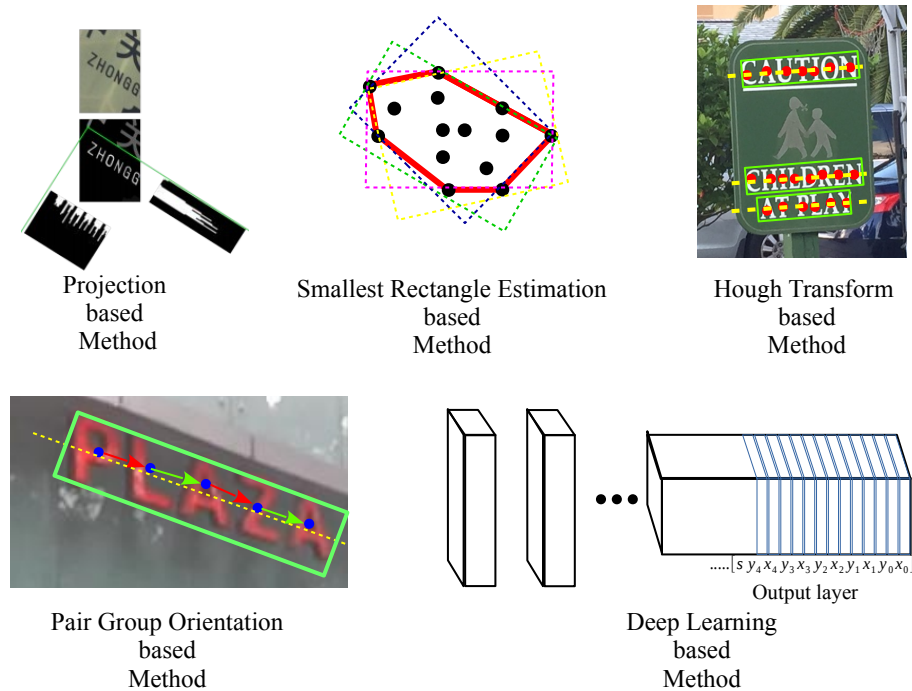 ZHONGG
ZHONGG
Projection
based
Method
Smallest Rectangle Estimation
based
Method
CAUTION
CHILDREN
AT PLAY
Hough Transform
based
Method
PLAZA
Pair Group Orientation
based
Method
.....[s y₄ x₄ y₃ x₃ y₂ x₂ y₁ x₁ y₀ x₀]
Output layer
Deep Learning
based
Method